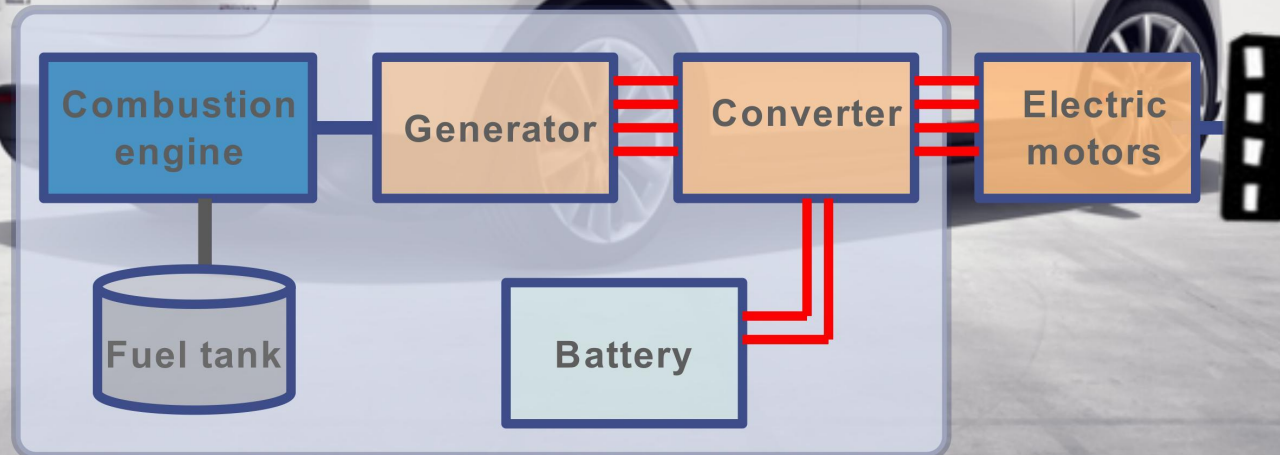 Combustion
engine
Generator
Converter
Electric
motors
Fuel tank
Battery